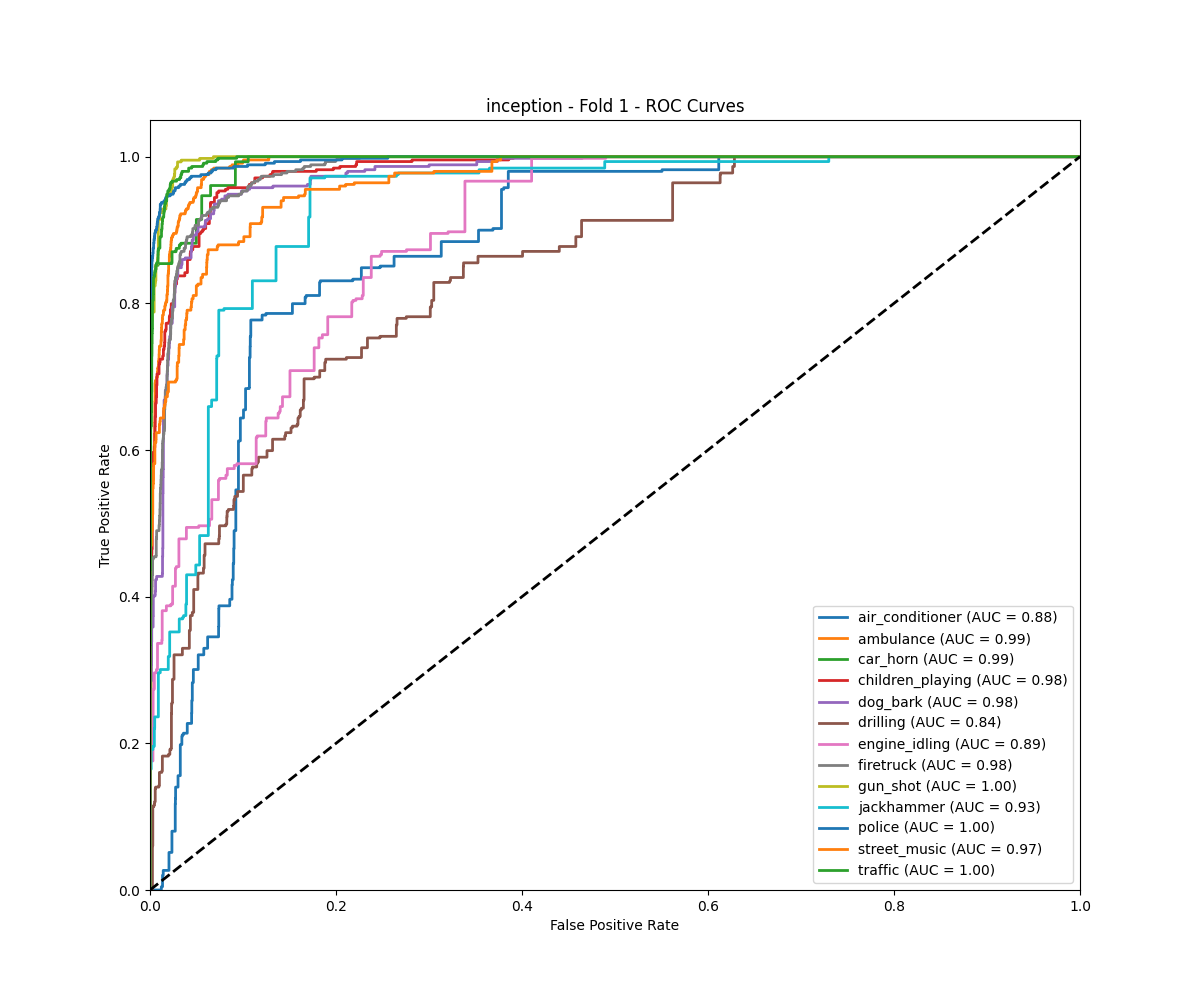 inception - Fold 1 - ROC Curves
1.0
0.8
0.6
0.4
0.2
0.0
True Positive Rate
air_conditioner (AUC = 0.88)
ambulance (AUC = 0.99)
car_horn (AUC = 0.99)
children_playing (AUC = 0.98)
dog_bark (AUC = 0.98)
drilling (AUC = 0.84)
engine_idling (AUC = 0.89)
firetruck (AUC = 0.98)
gun_shot (AUC = 1.00)
jackhammer (AUC = 0.93)
police (AUC = 1.00)
street_music (AUC = 0.97)
traffic (AUC = 1.00)
0.0 0.2 0.4 0.6 0.8 1.0
False Positive Rate